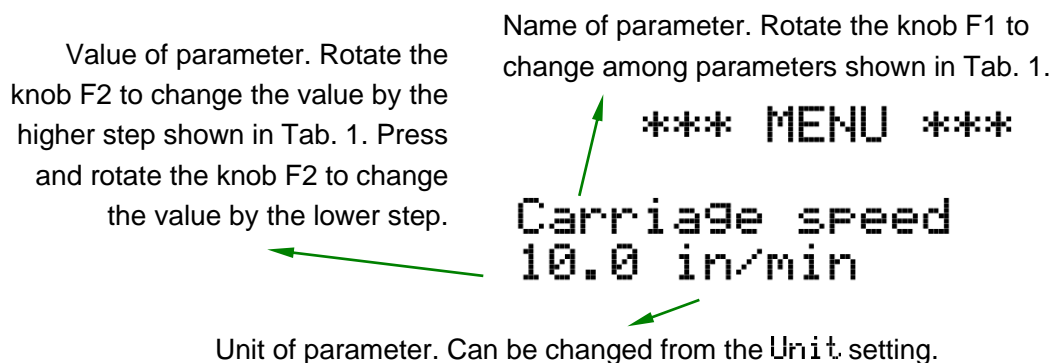 Value of parameter. Rotate the
knob F2 to change the value by the
higher step shown in Tab. 1. Press
and rotate the knob F2 to change
the value by the lower step.
Name of parameter. Rotate the knob F1 to
change among parameters shown in Tab. 1.
*** MENU ***
Carriage speed
10.0 in/min
Unit of parameter. Can be changed from the Unit setting.